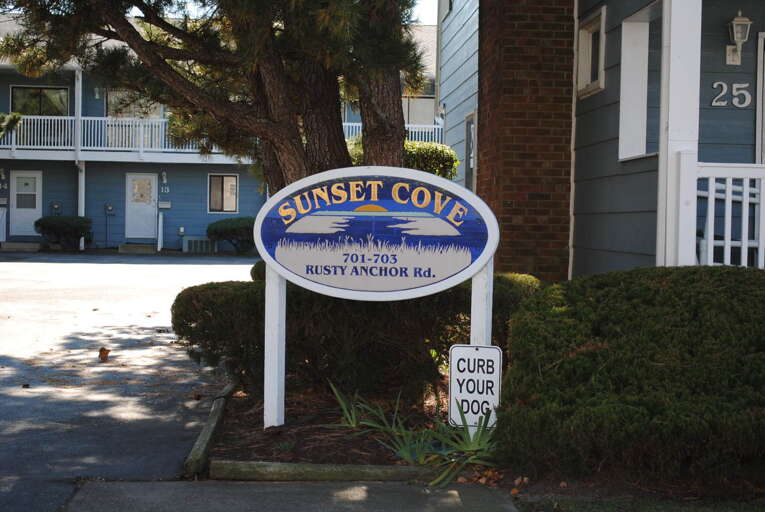 25
13
SUNSET COVE
701-703
RUSTY ANCHOR Rd.
CURB
YOUR
DOG